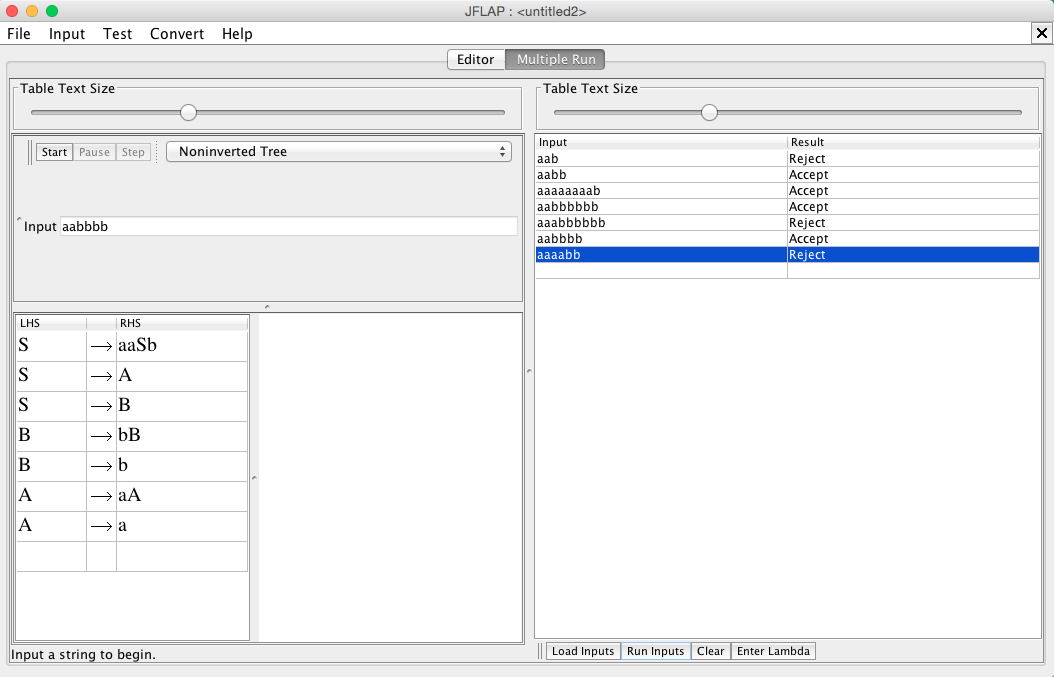 JFLAP : <untitled2>
File Input Test Convert Help
Editor Multiple Run
Table Text Size
Start Pause Step Noninverted Tree
Input aabbbb
LHS RHS
S → aaSb
S → A
S → B
B → bB
B → b
A → aA
A → a
Input a string to begin.
Table Text Size
Input Result
aab Reject
aabb Accept
aaaaaaaab Accept
aabbbbbb Accept
aaabbbbbb Reject
aabbbb Accept
aaaabb Reject
Load Inputs Run Inputs Clear Enter Lambda